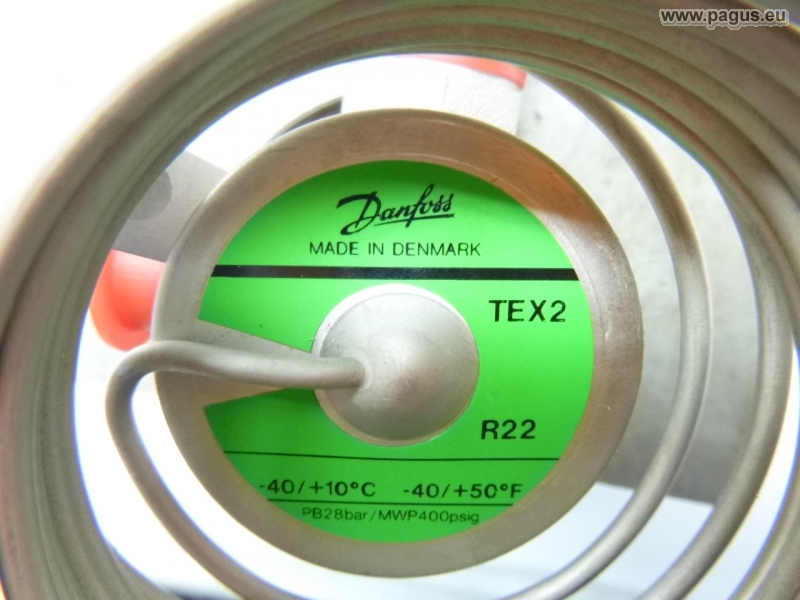 www.pagus.eu
Danfoss
MADE IN DENMARK
TEX2
R22
-40/+10°C -40/+50°F
PB28bar/MWP400psig